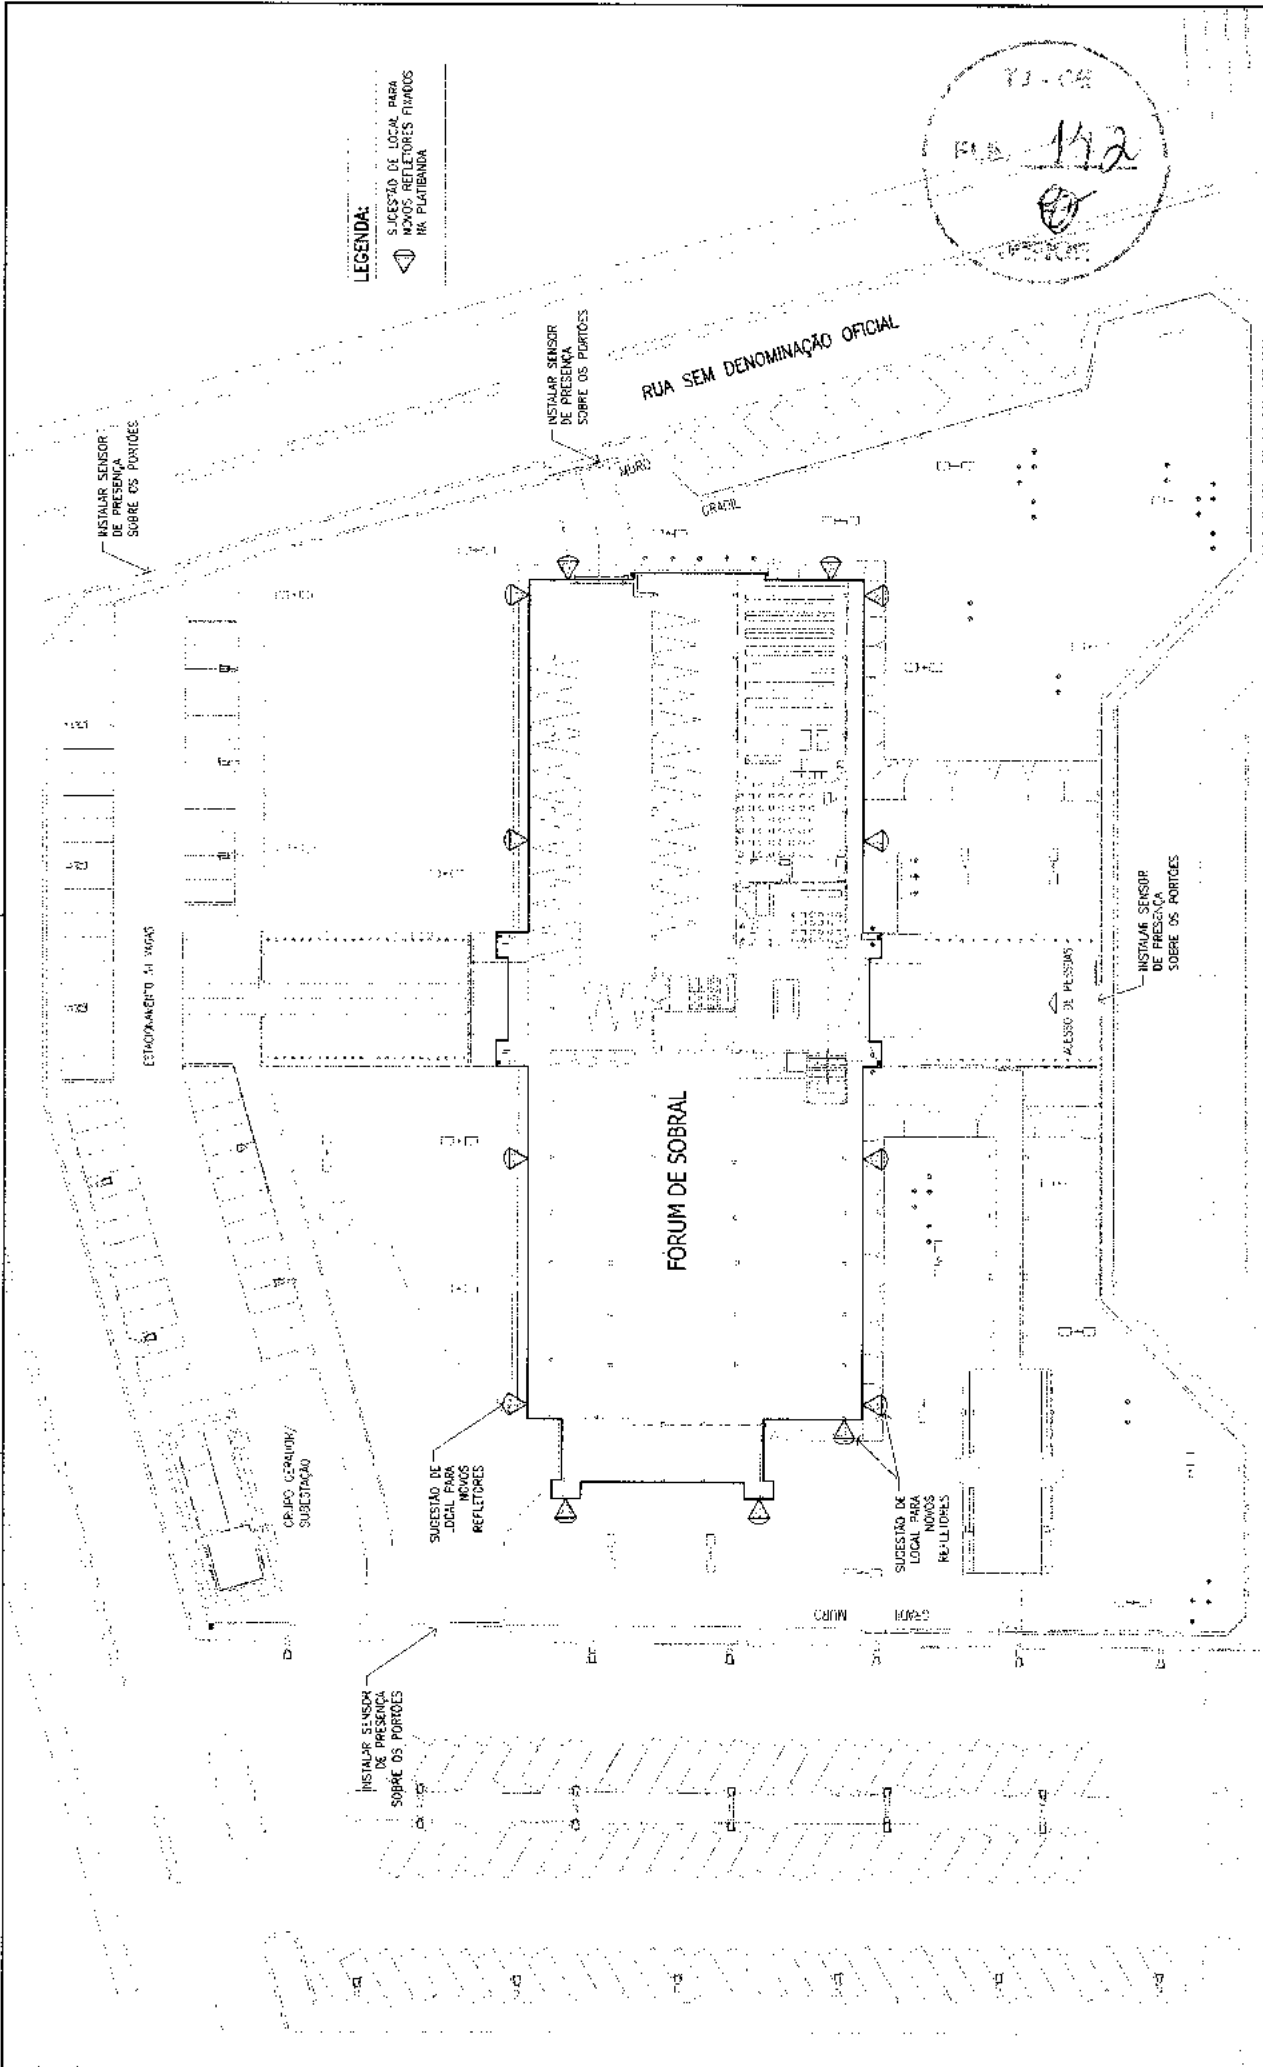 LEGENDA:
SUGESTÃO DE LOCAL PARA
NOVOS REFLETORES FIXADOS
NA PLATIBANDA
TJ-CE
FLS. 142
INSTALAR SENSOR
DE PRESENÇA
SOBRE OS PORTÕES
INSTALAR SENSOR
DE PRESENÇA
SOBRE OS PORTÕES
RUA SEM DENOMINAÇÃO OFICIAL
MURO
GRADIL
ESTACIONAMENTO VAGAS
FÓRUM DE SOBRAL
ACESSO DE PESSOAS
INSTALAR SENSOR
DE PRESENÇA
SOBRE OS PORTÕES
GRUPO GERADOR/
SUBESTAÇÃO
SUGESTÃO DE
LOCAL PARA
NOVOS
REFLETORES
SUGESTÃO DE
LOCAL PARA
NOVOS
REFLETORES
MURO
GRADIL
INSTALAR SENSOR
DE PRESENÇA
SOBRE OS PORTÕES